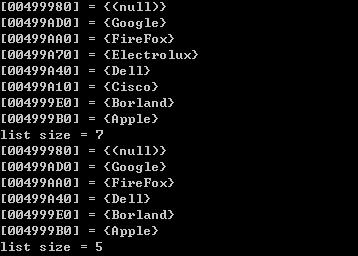 [00499980] = {(null)}
[00499AD0] = {Google}
[00499AA0] = {FireFox}
[00499A70] = {Electrolux}
[00499A40] = {Dell}
[00499A10] = {Cisco}
[004999E0] = {Borland}
[004999B0] = {Apple}
list size = 7
[00499980] = {(null)}
[00499AD0] = {Google}
[00499AA0] = {FireFox}
[00499A40] = {Dell}
[004999E0] = {Borland}
[004999B0] = {Apple}
list size = 5